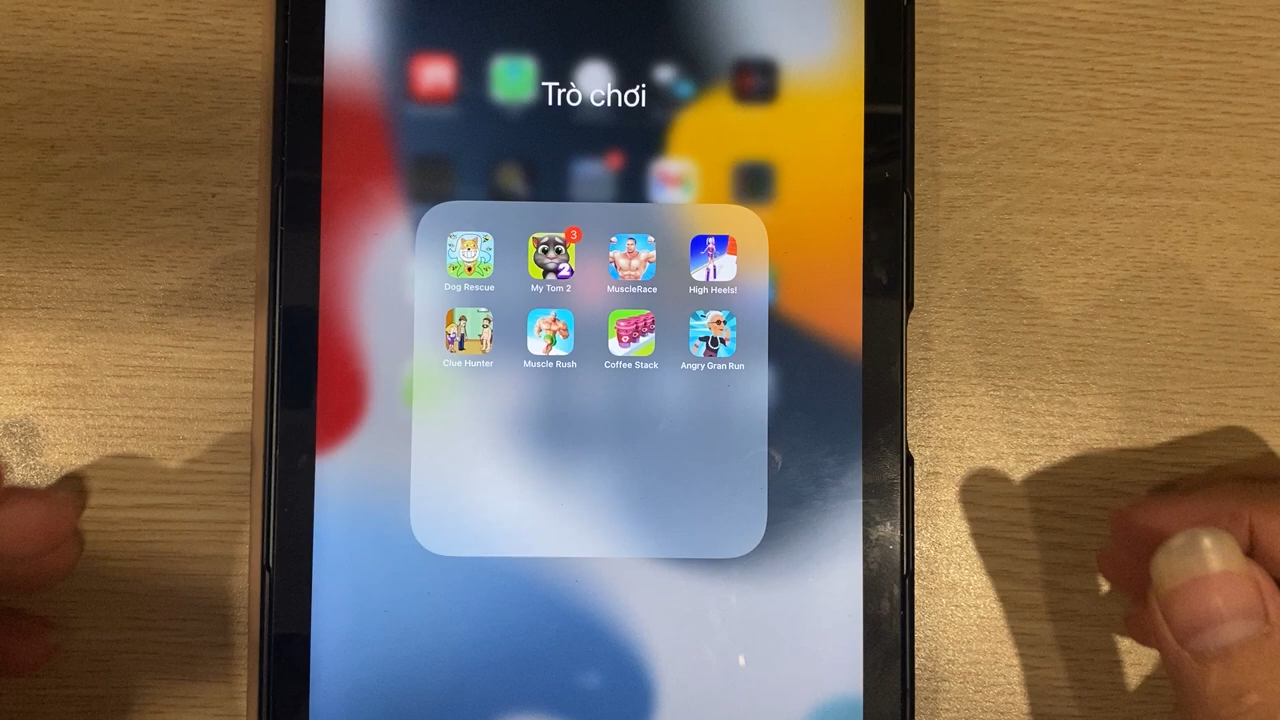 Trò chơi
3
2
Dog Rescue
My Tom 2
MuscleRace
High Heels!
Clue Hunter
Muscle Rush
Coffee Stack
Angry Gran Run